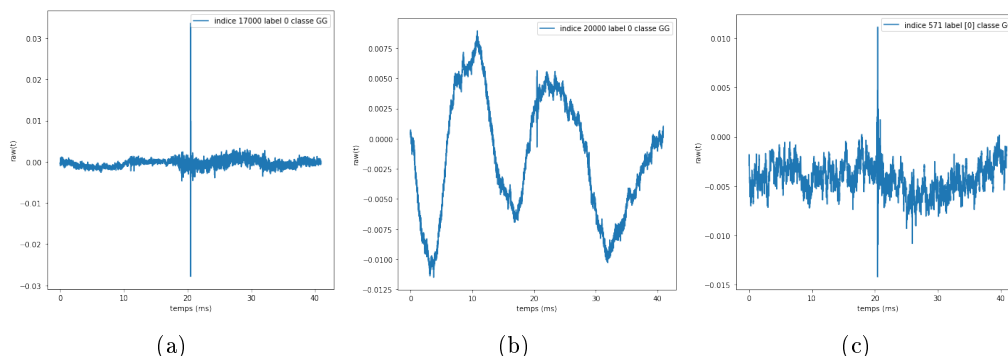 indice 17000 label 0 classe GG
0.03
0.02
0.01
0.00
−0.01
−0.02
−0.03
raw(t)
0 10 20 30 40
temps (ms)
(a)
indice 20000 label 0 classe GG
0.0075
0.0050
0.0025
0.0000
−0.0025
−0.0050
−0.0075
−0.0100
−0.0125
raw(t)
0 10 20 30 40
temps (ms)
(b)
indice 571 label [0] classe G
0.010
0.005
0.000
−0.005
−0.010
−0.015
raw(t)
0 10 20 30 40
temps (ms)
(c)